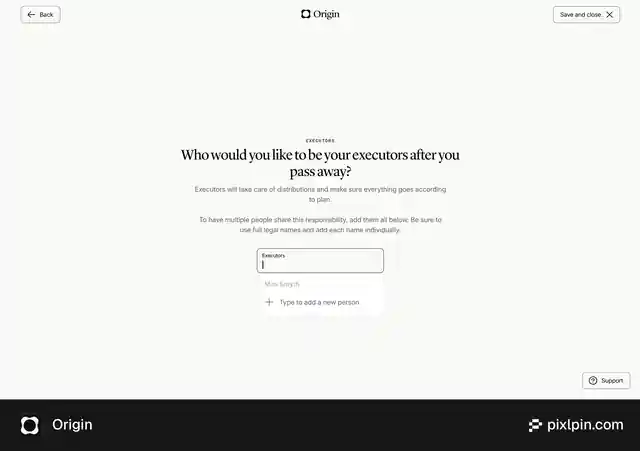 Back
Origin
Save and close
EXECUTORS
Who would you like to be your executors after you
pass away?
Executors will take care of distributions and make sure everything goes according
to plan.
To have multiple people share this responsibility, add them all below. Be sure to
use full legal names and add each name individually.
Executors
Type to add a new person
Support
Origin
pixlpin.com